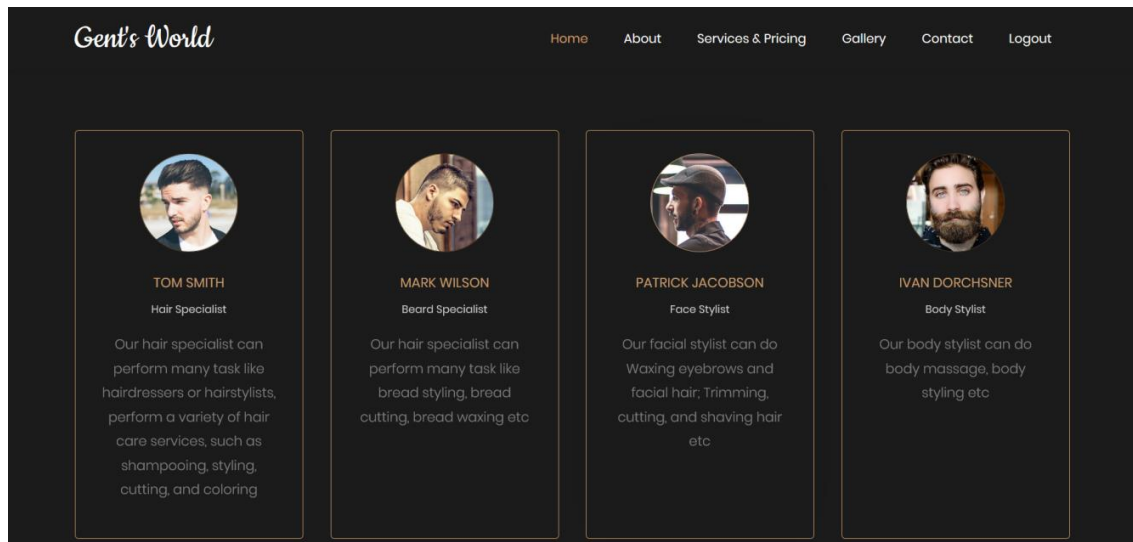 Gent's World
Home About Services & Pricing Gallery Contact Logout
TOM SMITH
Hair Specialist
Our hair specialist can
perform many task like
hairdressers or hairstylists,
perform a variety of hair
care services, such as
shampooing, styling,
cutting, and coloring
MARK WILSON
Beard Specialist
Our hair specialist can
perform many task like
bread styling, bread
cutting, bread waxing etc
PATRICK JACOBSON
Face Stylist
Our facial stylist can do
Waxing eyebrows and
facial hair; Trimming,
cutting, and shaving hair
etc
IVAN DORCHSNER
Body Stylist
Our body stylist can do
body massage, body
styling etc